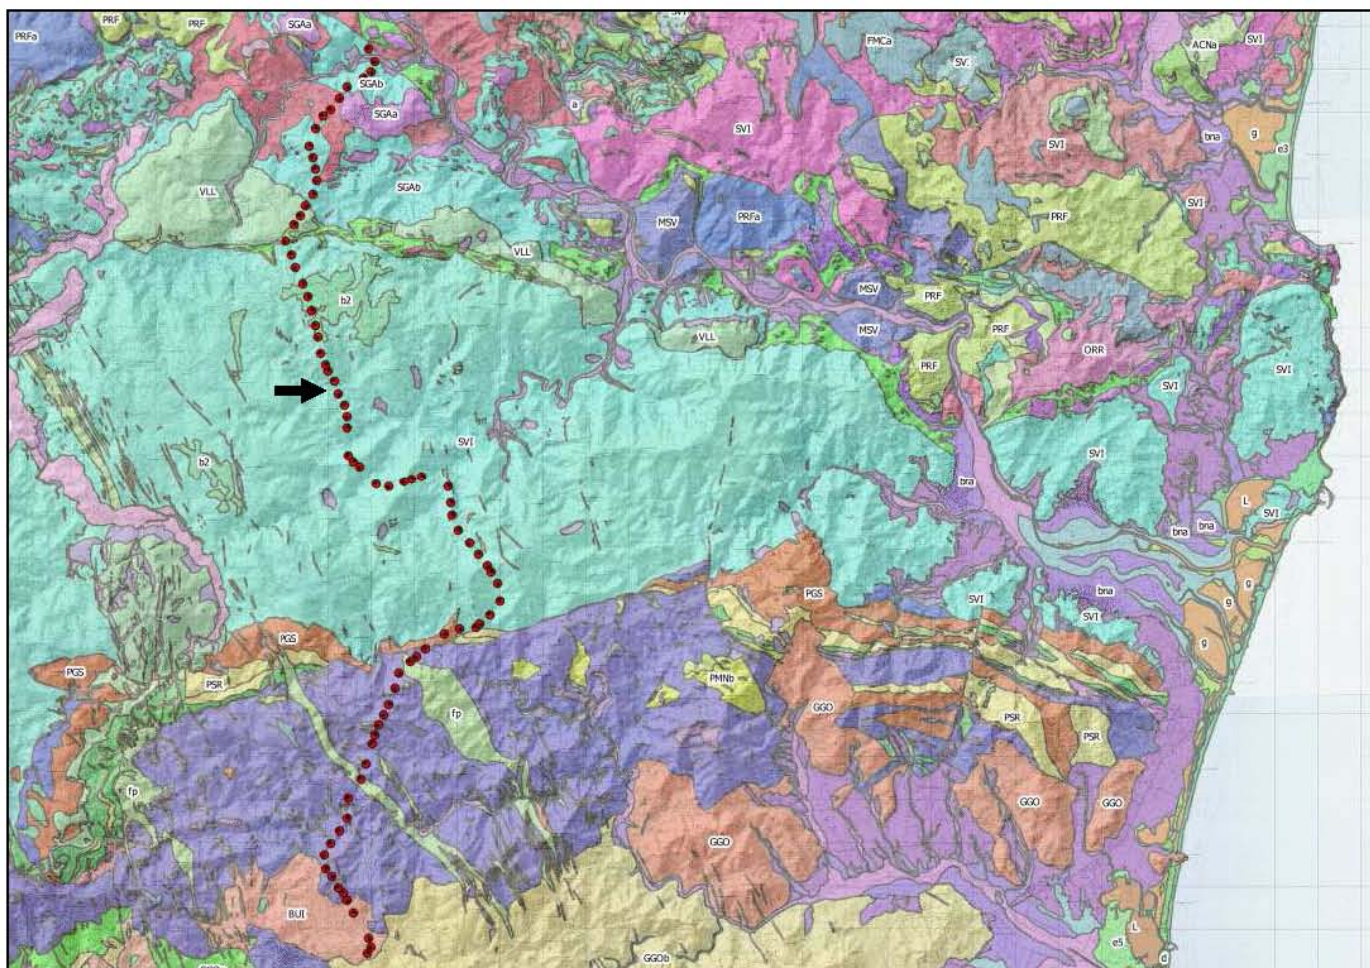 PRF
PRF
SGAa
SVI
PRFa
FMCa
SVI
ACNa
SVI
SGAb
SGAa
a
SVI
bna
g
e3
SVI
VLL
SGAb
MSV
PRFa
PRF
SVI
VLL
MSV
PRF
b2
VLL
MSV
PRF
ORR
PRF
SVI
SVI
SVI
b2
SVI
bna
L
SVI
bna
bna
PGS
SVI
bna
g
g
SVI
g
PGS
PGS
PSR
PMNb
fp
GGO
PSR
PSR
fp
GGO
GGO
GGO
BUI
L
e5
GGOb
d